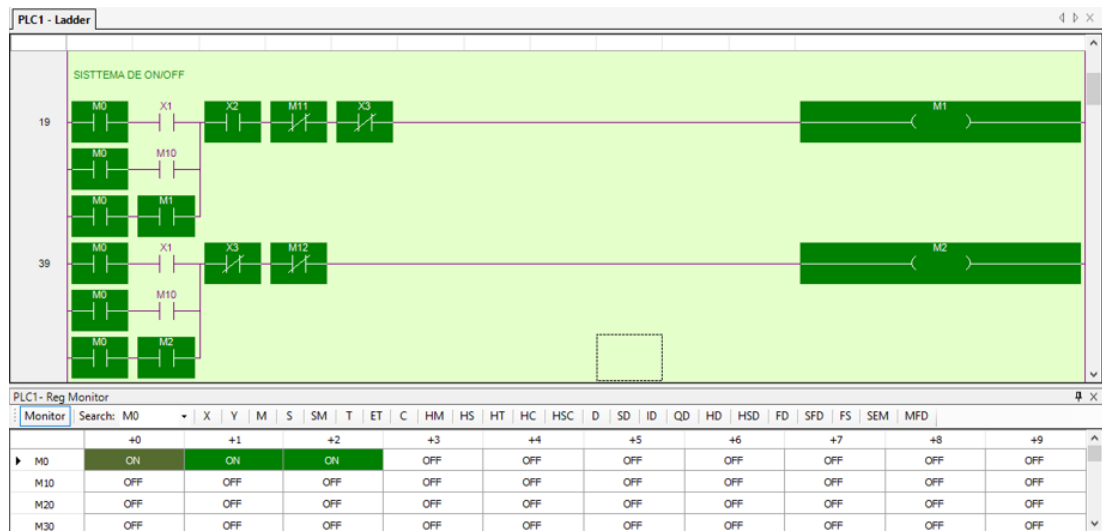 PLC1 - Ladder
SISTTEMA DE ON/OFF
M0 X1 X2 M11 X3 M1
19
M0 M10
M0 M1
M0 X1 X3 M12 M2
39
M0 M10
M0 M2
PLC1- Reg Monitor
Monitor Search: M0 X Y M S SM T ET C HM HS HT HC HSC D SD ID QD HD HSD FD SFD FS SEM MFD
+0 +1 +2 +3 +4 +5 +6 +7 +8 +9
M0 ON ON ON OFF OFF OFF OFF OFF OFF OFF
M10 OFF OFF OFF OFF OFF OFF OFF OFF OFF OFF
M20 OFF OFF OFF OFF OFF OFF OFF OFF OFF OFF
M30 OFF OFF OFF OFF OFF OFF OFF OFF OFF OFF